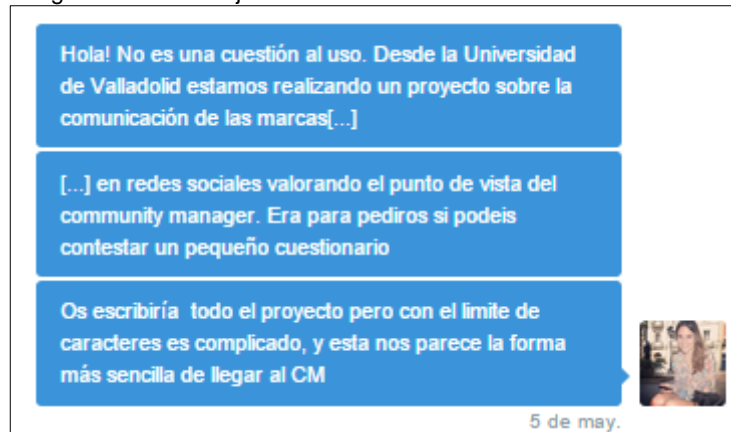 Hola! No es una cuestión al uso. Desde la Universidad
de Valladolid estamos realizando un proyecto sobre la
comunicación de las marcas[...]
[...] en redes sociales valorando el punto de vista del
community manager. Era para pediros si podeis
contestar un pequeño cuestionario
Os escribiría todo el proyecto pero con el limite de
caracteres es complicado, y esta nos parece la forma
más sencilla de llegar al CM
5 de may.